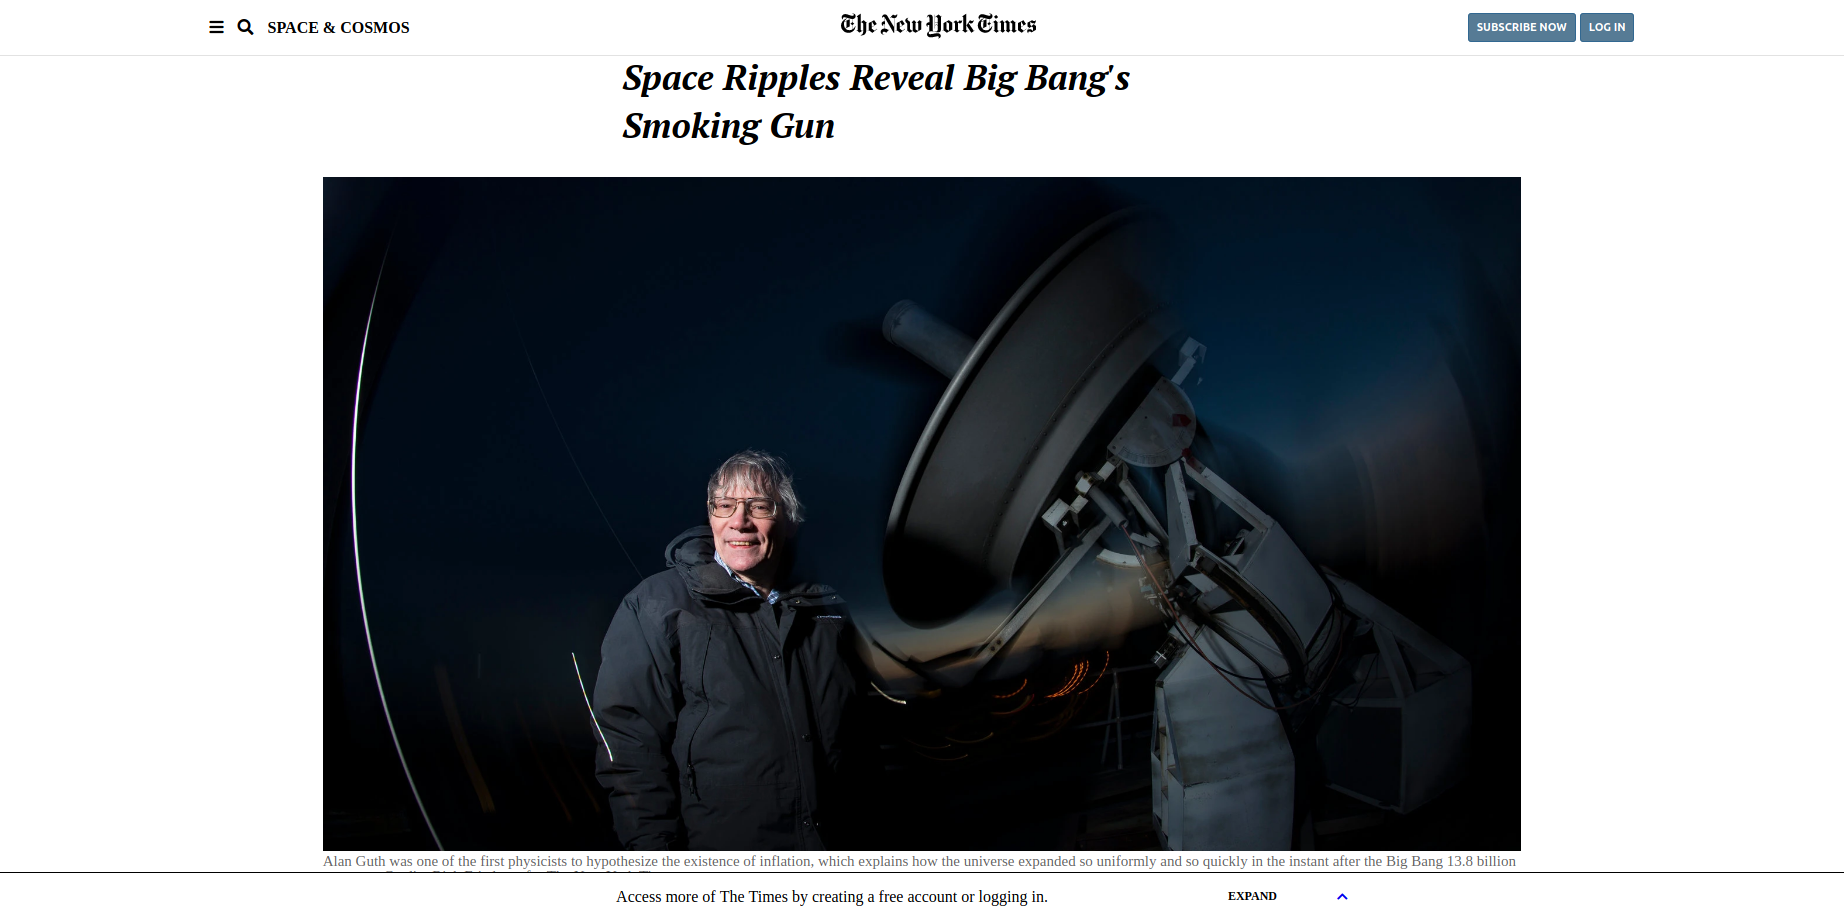 SPACE & COSMOS
The New York Times
SUBSCRIBE NOW
LOG IN
Space Ripples Reveal Big Bang's
Smoking Gun
Alan Guth was one of the first physicists to hypothesize the existence of inflation, which explains how the universe expanded so uniformly and so quickly in the instant after the Big Bang 13.8 billion
Access more of The Times by creating a free account or logging in.
EXPAND